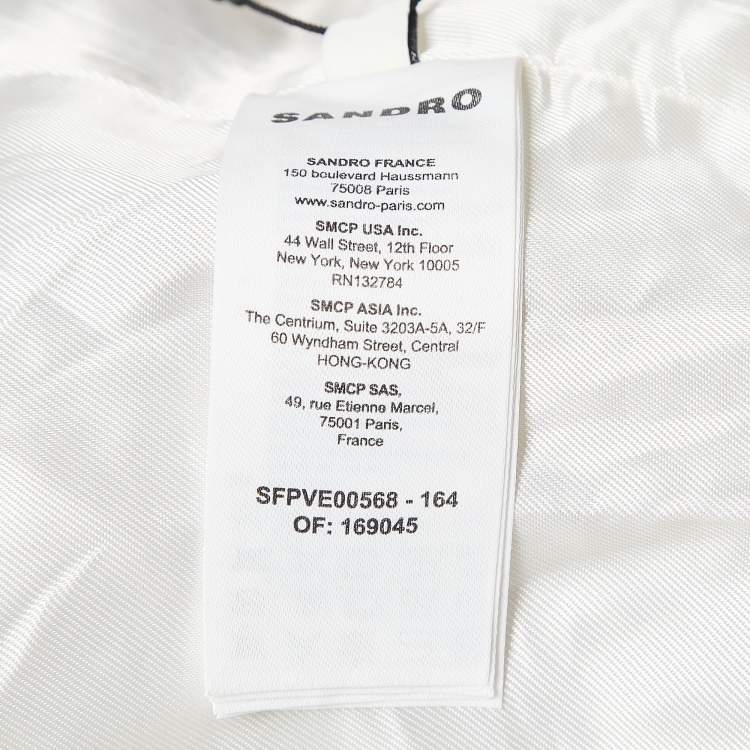 SANDRO
SANDRO FRANCE
150 boulevard Haussmann
75008 Paris
www.sandro-paris.com
SMCP USA Inc.
44 Wall Street, 12th Floor
New York, New York 10005
RN132784
SMCP ASIA Inc.
The Centrium, Suite 3203A-5A, 32/F
60 Wyndham Street, Central
HONG-KONG
SMCP SAS,
49, rue Etienne Marcel,
75001 Paris,
France
SFPVE00568 - 164
OF: 169045